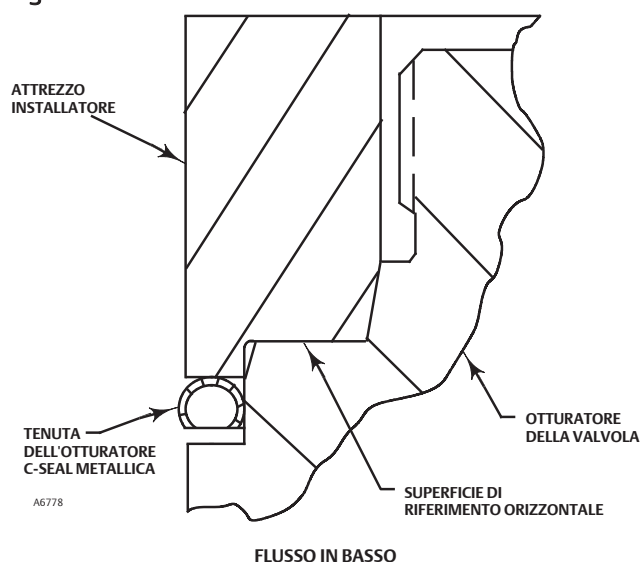 ATTREZZO
INSTALLATORE
TENUTA
DELL'OTTURATORE
C-SEAL METALLICA
OTTURATORE
DELLA VALVOLA
SUPERFICIE DI
RIFERIMENTO ORIZZONTALE
A6778
FLUSSO IN BASSO